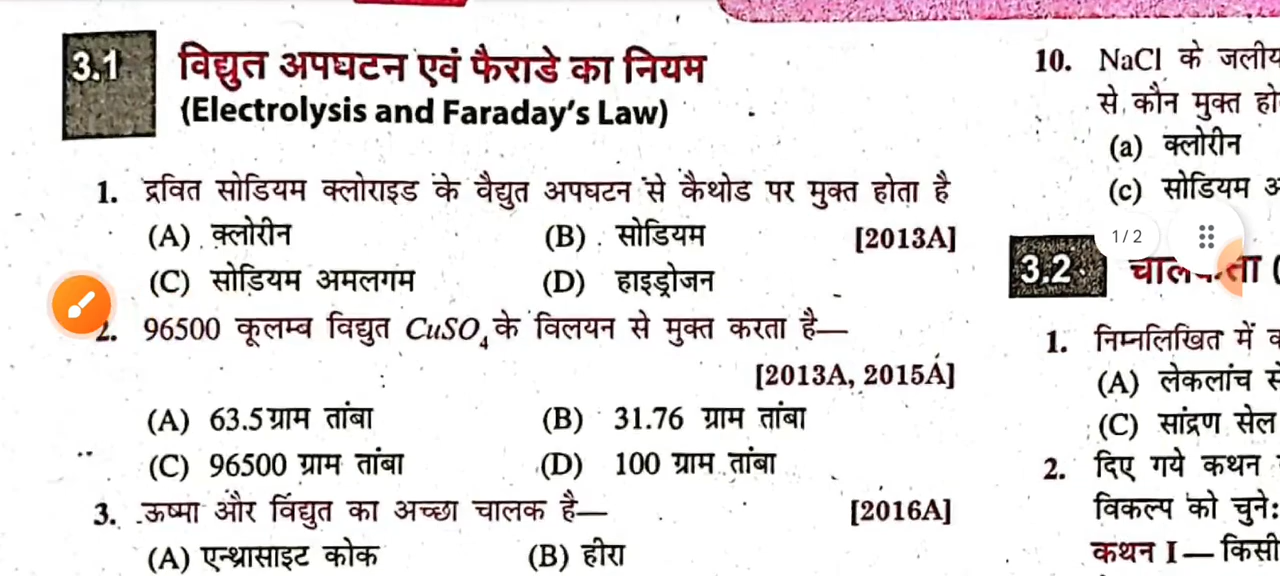 3.1
विद्युत अपघटन एवं फैराडे का नियम
(Electrolysis and Faraday's Law)
1. द्रवित सोडियम क्लोराइड के वैद्युत अपघटन से कैथोड पर मुक्त होता है
(A) क्लोरीन (B) सोडियम [2013A]
(C) सोडियम अमलगम (D) हाइड्रोजन
2. 96500 कूलम्ब विद्युत CuSO₄ के विलयन से मुक्त करता है—
[2013A, 2015A]
(A) 63.5 ग्राम तांबा (B) 31.76 ग्राम तांबा
(C) 96500 ग्राम तांबा (D) 100 ग्राम तांबा
3. ऊष्मा और विद्युत का अच्छा चालक है— [2016A]
(A) एन्थ्रासाइट कोक (B) हीरा
10. NaCl के जलीय
से कौन मुक्त हो
(a) क्लोरीन
(c) सोडियम अ
1/2
3.2
1. निम्नलिखित में
(A) लेकलांच से
(C) सांद्रण सेल
2. दिए गये कथन
विकल्प को चुने:
कथन I— किसी